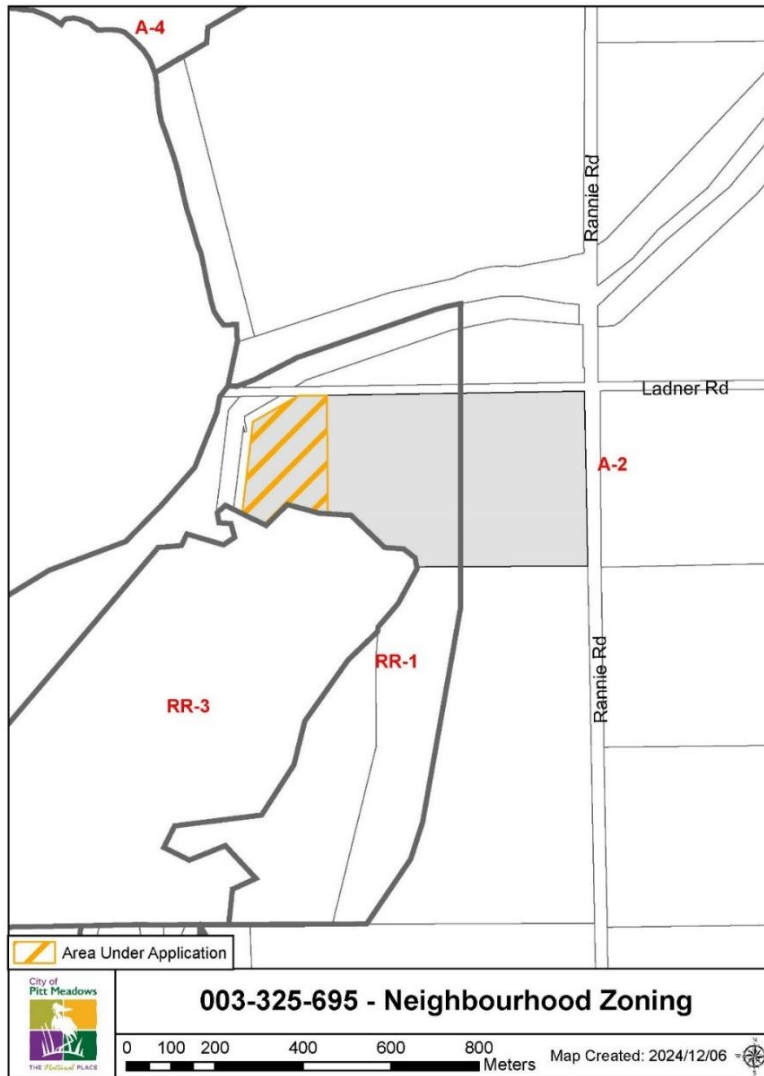 A-4
Rannie Rd
Ladner Rd
A-2
RR-1
RR-3
Rannie Rd
Area Under Application
City of
Pitt Meadows
THE Natural PLACE
003-325-695 - Neighbourhood Zoning
0 100 200 400 600 800
Meters
Map Created: 2024/12/06